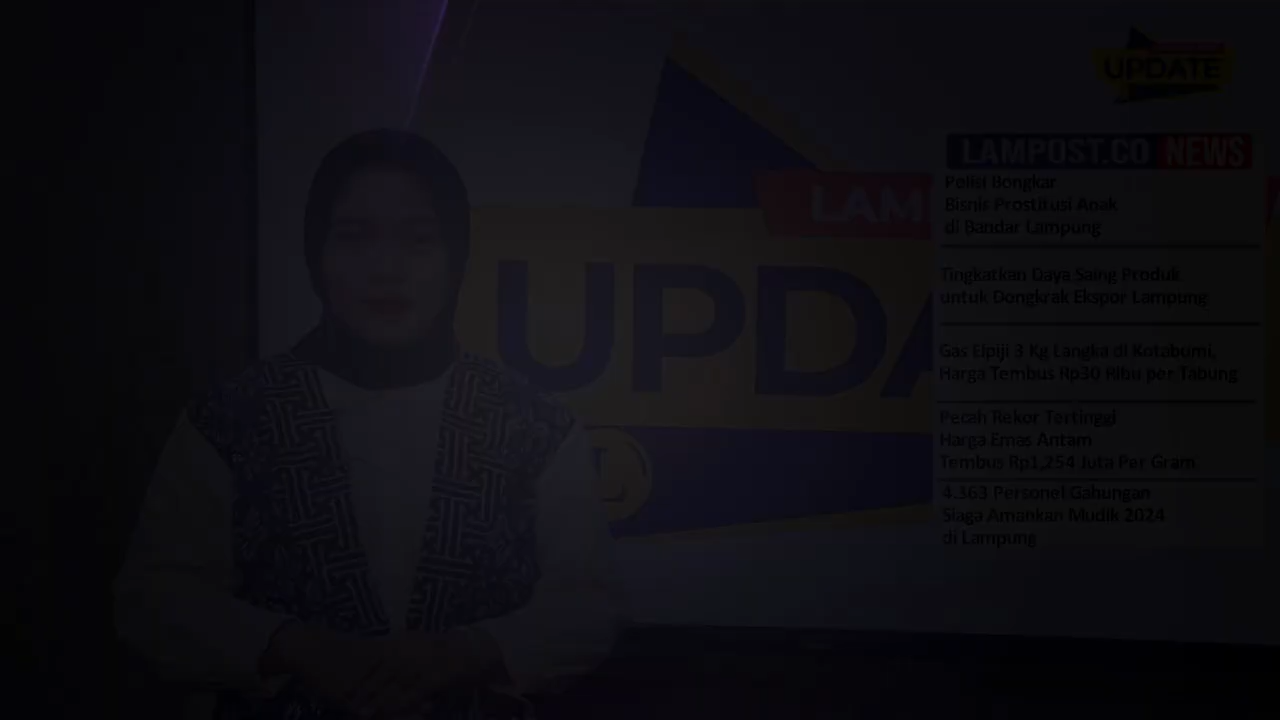 UPDATE
LAMPOST.CO NEWS
LAM
UPDA
Polisi Bongkar
Bisnis Prostitusi Anak
di Bandar Lampung
Tingkatkan Daya Saing Produk
untuk Dongkrak Ekspor Lampung
Gas Elpiji 3 Kg Langka di Kotabumi,
Harga Tembus Rp30 Ribu per Tabung
Pecah Rekor Tertinggi
Harga Emas Antam
Tembus Rp1,254 Juta Per Gram
4.363 Personel Gabungan
Siaga Amankan Mudik 2024
di Lampung